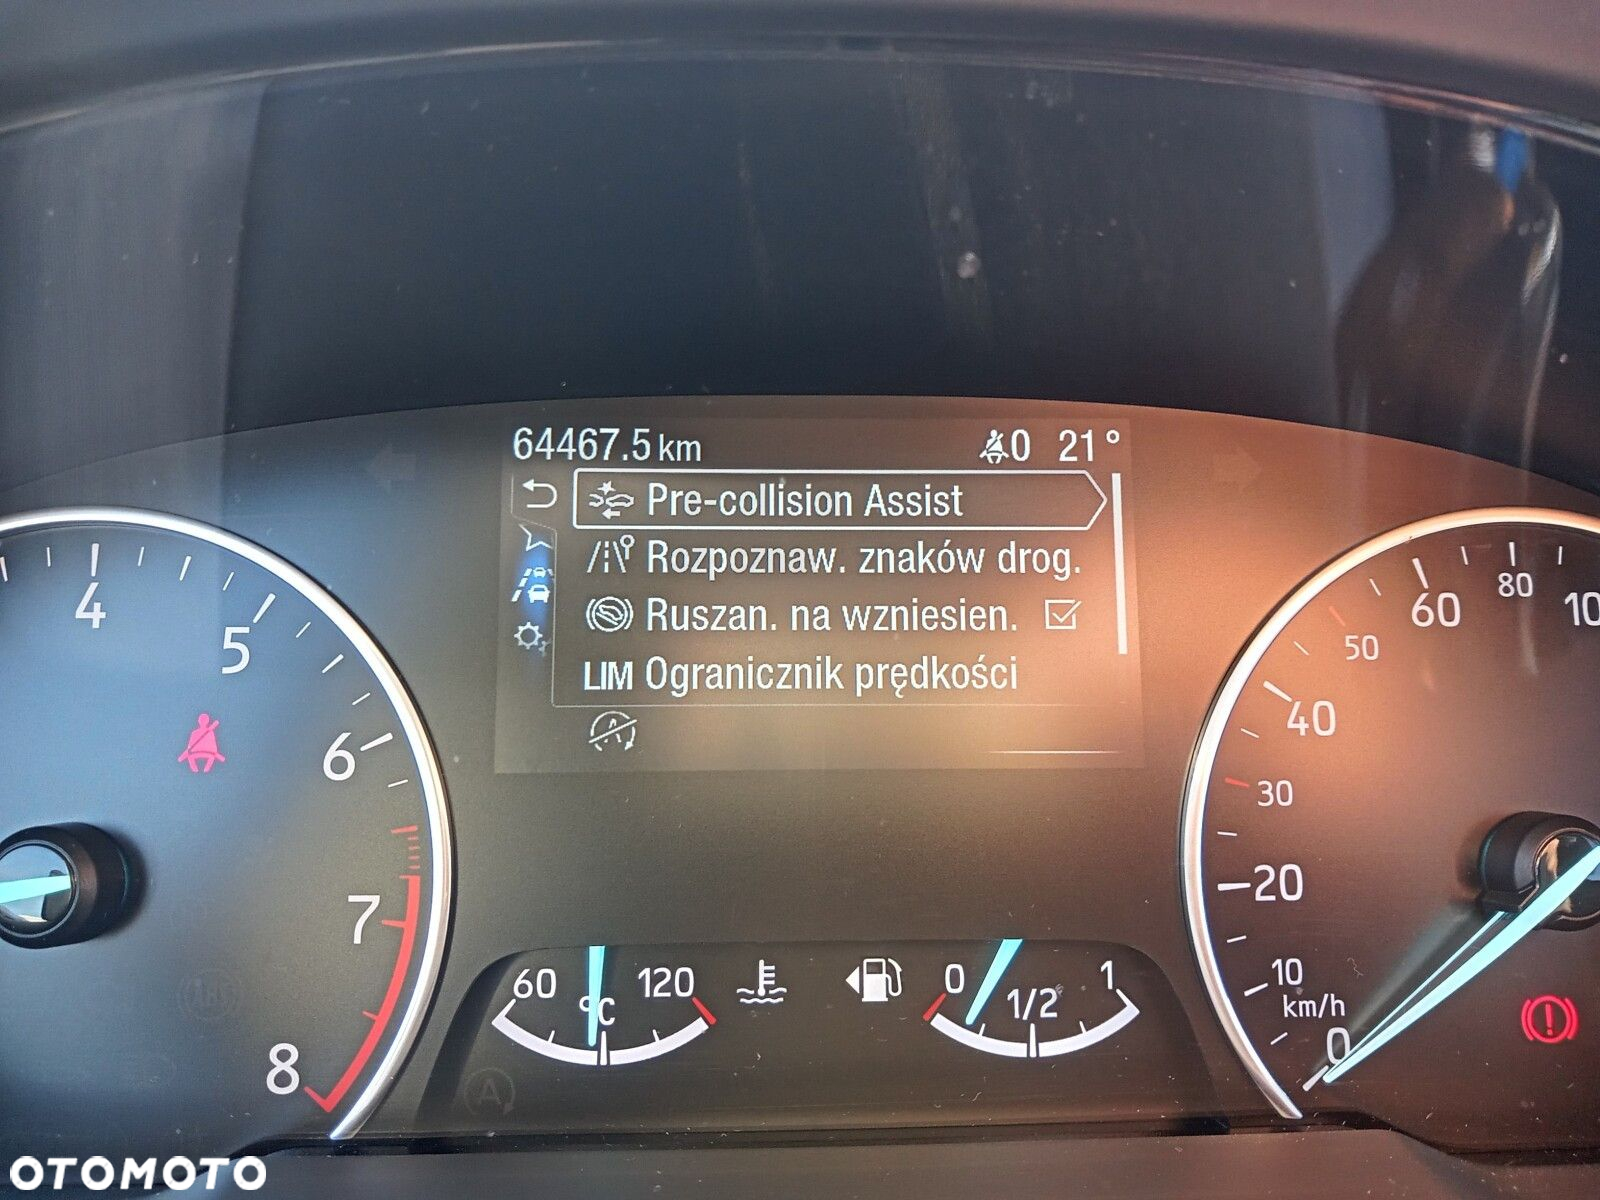 64467.5 km 0 21°
Pre-collision Assist
Rozpoznaw. znaków drog.
Ruszan. na wzniesien.
LIM Ogranicznik prędkości
A
4
5
6
7
8
60 °C 120
0 1/2 1
A
ABS
0
10
km/h
20
30
40
50
60
80
10
OTOMOTO